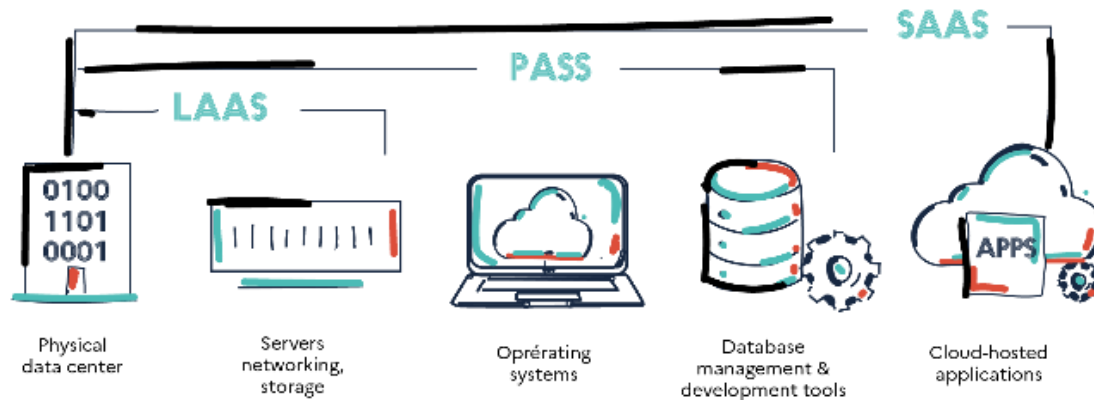 SAAS
PASS
LAAS
0100
1101
0001
APPS
Physical
data center
Servers
networking,
storage
Oprérating
systems
Database
management &
development tools
Cloud-hosted
applications